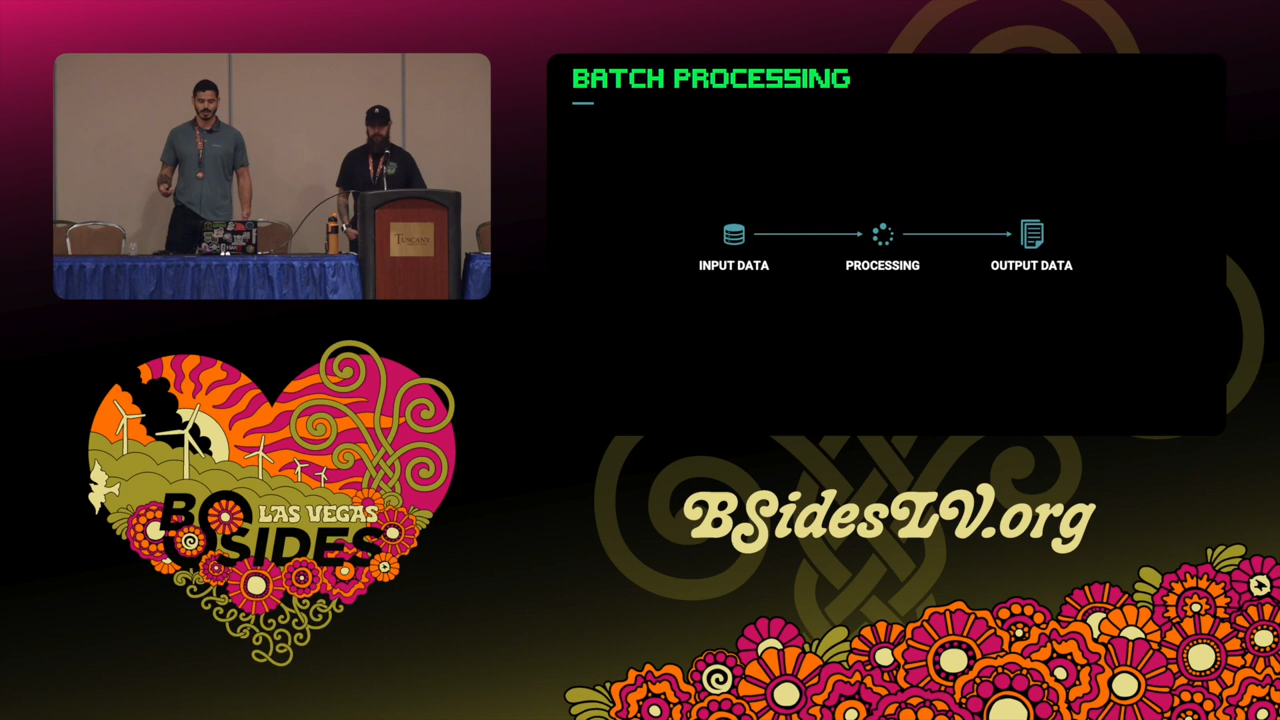 BATCH PROCESSING
INPUT DATA
PROCESSING
OUTPUT DATA
TUSCANY
LAS VEGAS
BSIDES
BSidesLV.org